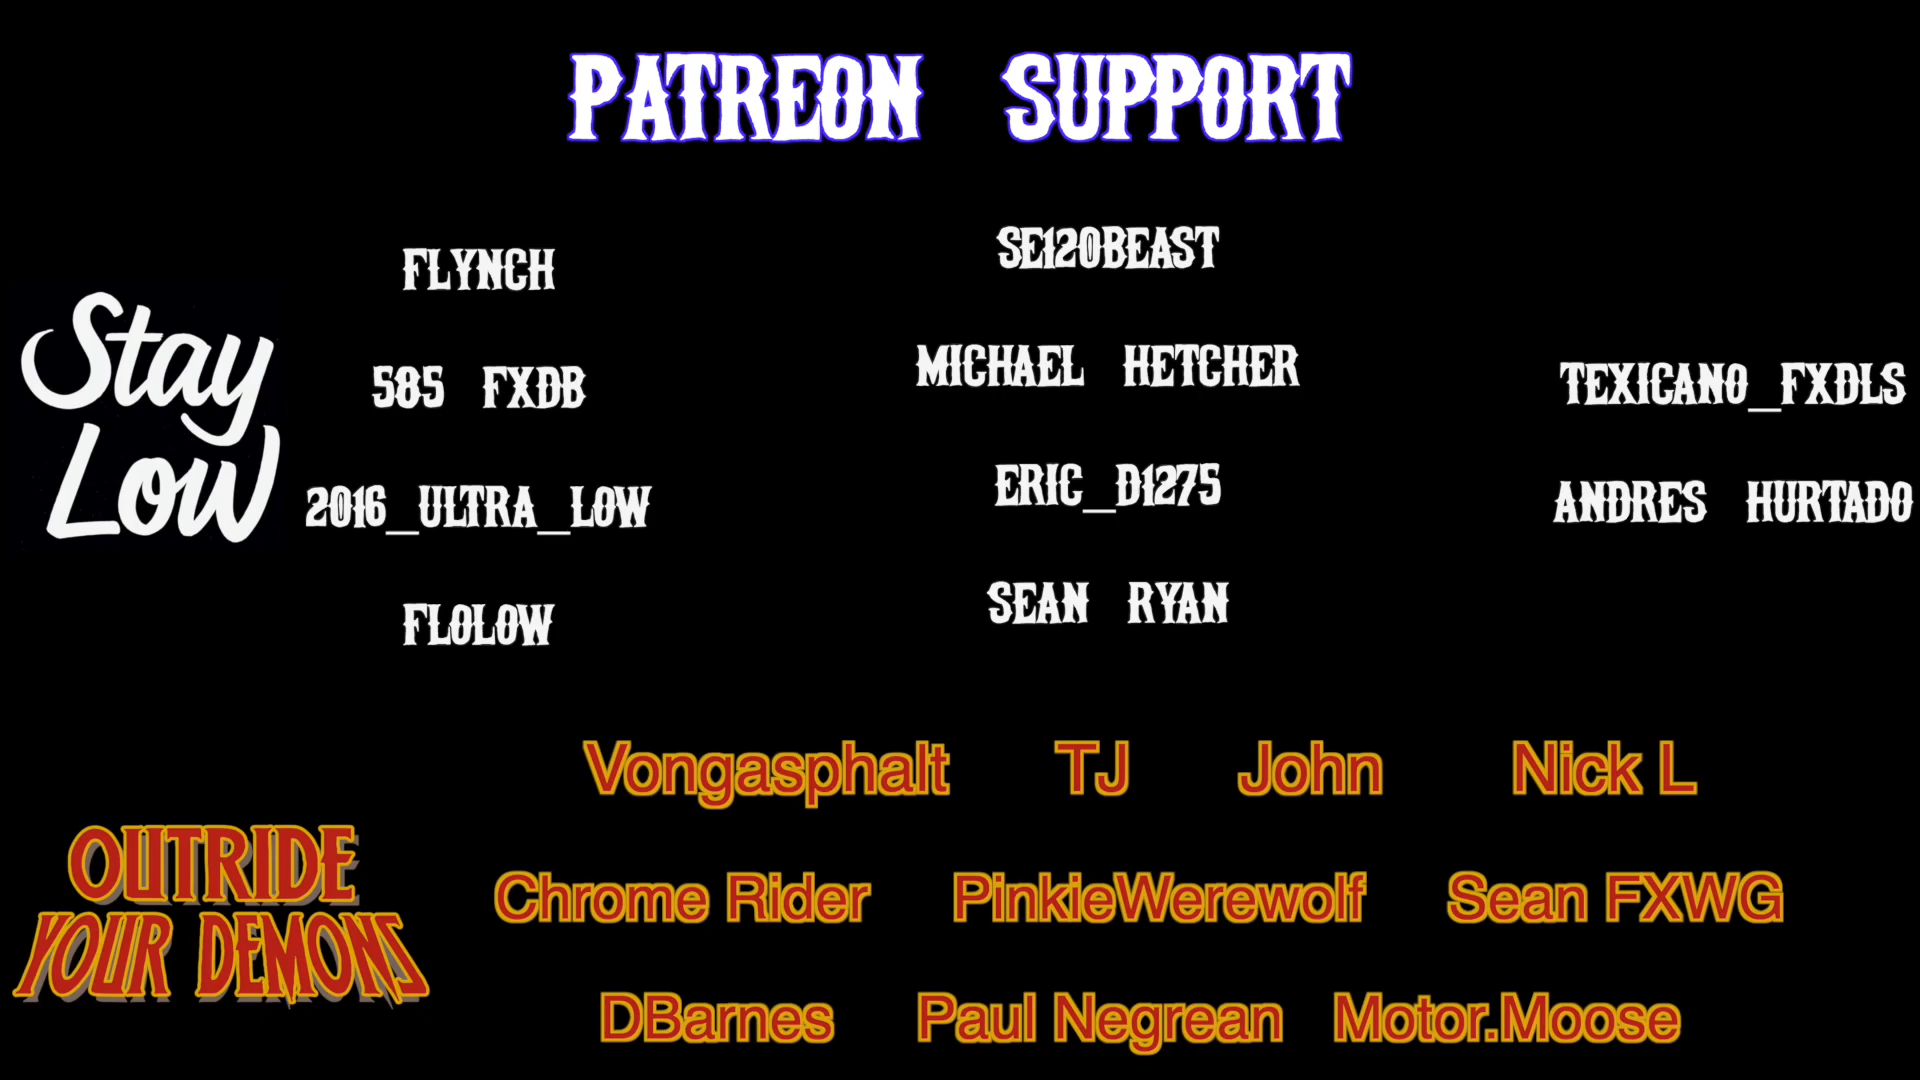 PATREON SUPPORT
Stay
Low
FLYNCH
585 FXDB
2016_ULTRA_LOW
FLOLOW
SE120BEAST
MICHAEL HETCHER
ERIC_D1275
SEAN RYAN
TEXICANO_FXDLS
ANDRES HURTADO
OUTRIDE
YOUR DEMONS
Vongasphalt TJ John Nick L
Chrome Rider PinkieWerewolf Sean FXWG
DBarnes Paul Negrean Motor.Moose